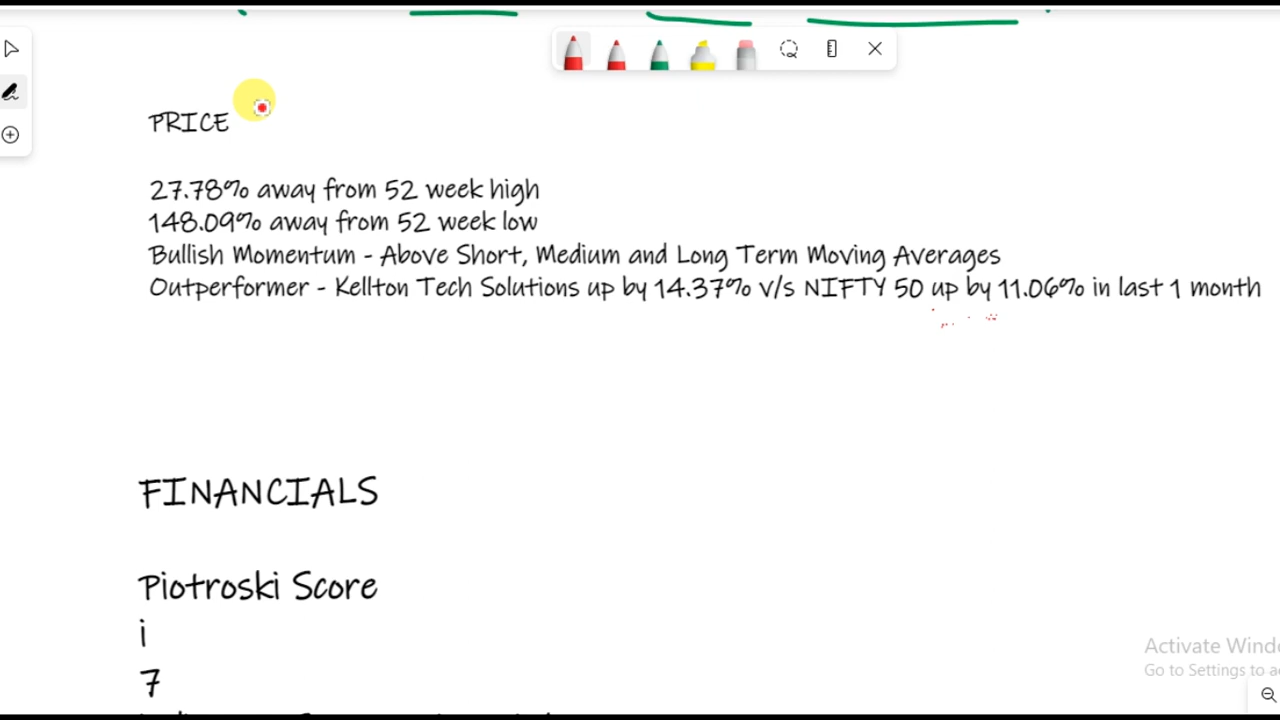 PRICE
27.78% away from 52 week high
148.09% away from 52 week low
Bullish Momentum - Above Short, Medium and Long Term Moving Averages
Outperformer - Kellton Tech Solutions up by 14.37% v/s NIFTY 50 up by 11.06% in last 1 month
FINANCIALS
Piotroski Score
i
7
Activate
Go to Settings to